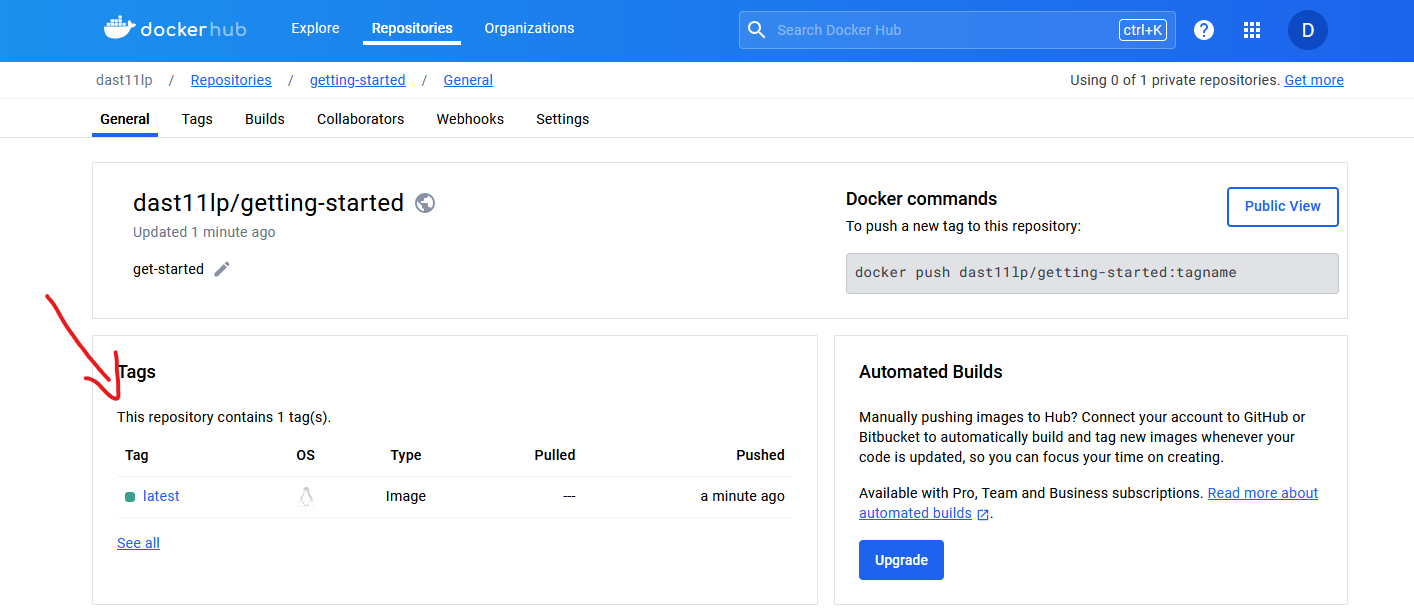 dockerhub Explore Repositories Organizations Search Docker Hub ctrl+K ? D
dast11lp / Repositories / getting-started / General Using 0 of 1 private repositories. Get more
General Tags Builds Collaborators Webhooks Settings
dast11lp/getting-started
Updated 1 minute ago
get-started
Docker commands
Public View
To push a new tag to this repository:
docker push dast11lp/getting-started:tagname
Tags
This repository contains 1 tag(s).
Tag OS Type Pulled Pushed
latest Image --- a minute ago
See all
Automated Builds
Manually pushing images to Hub? Connect your account to GitHub or
Bitbucket to automatically build and tag new images whenever your
code is updated, so you can focus your time on creating.
Available with Pro, Team and Business subscriptions. Read more about
automated builds .
Upgrade